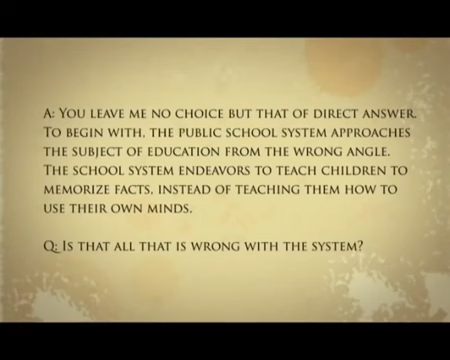 A: You leave me no choice but that of direct answer.
To begin with, the public school system approaches
the subject of education from the wrong angle.
The school system endeavors to teach children to
memorize facts, instead of teaching them how to
use their own minds.
Q: Is that all that is wrong with the system?